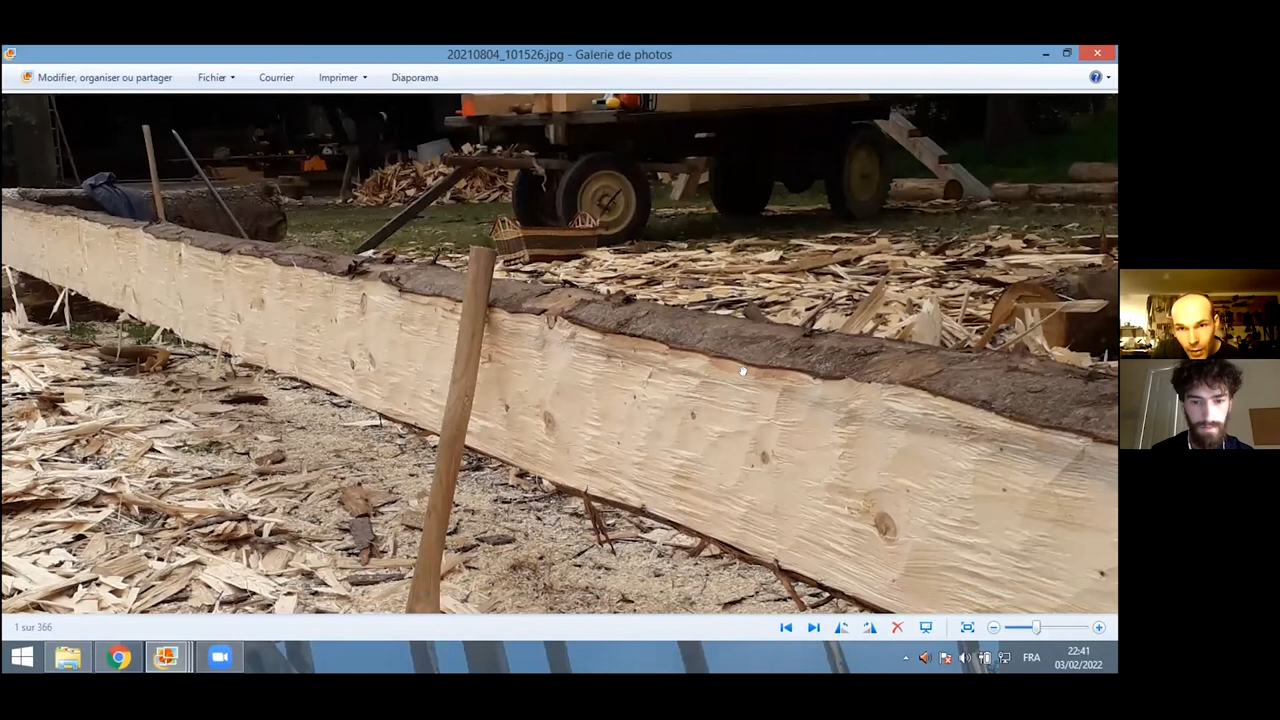 20210804_101526.jpg - Galerie de photos
Modifier, organiser ou partager Fichier Courrier Imprimer Diaporama
1 sur 366
FRA
22:41
03/02/2022